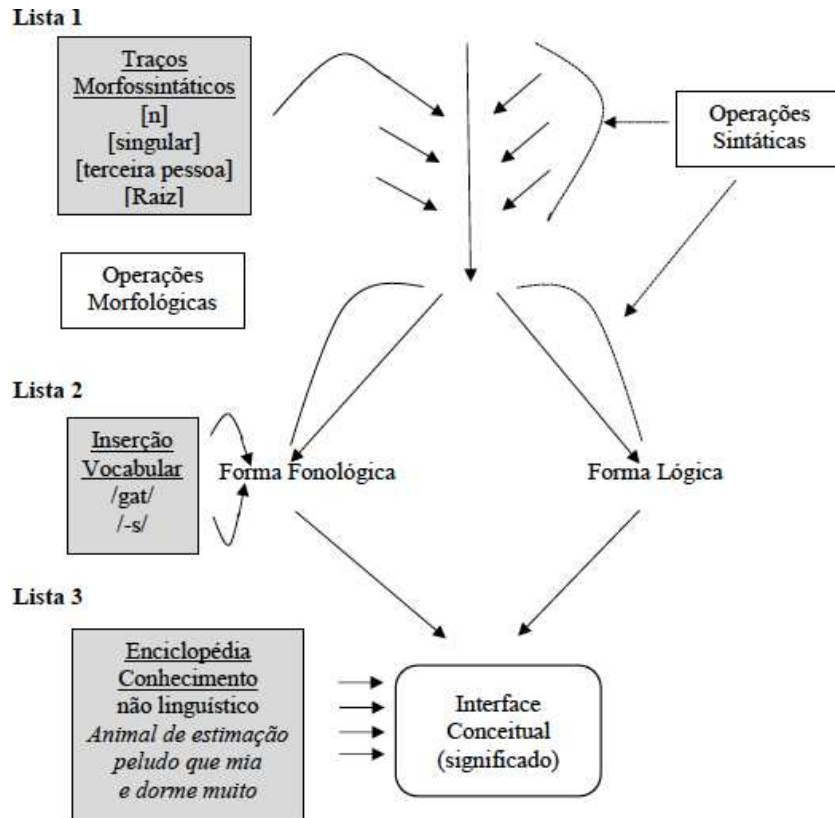 Lista 1
Traços
Morfossintáticos
[n]
[singular]
[terceira pessoa]
[Raiz]
Operações
Sintáticas
Operações
Morfológicas
Lista 2
Inserção
Vocabular
/gat/
/-s/
Forma Fonológica
Forma Lógica
Lista 3
Enciclopédia
Conhecimento
não linguístico
Animal de estimação
peludo que mia
e dorme muito
Interface
Conceitual
(significado)